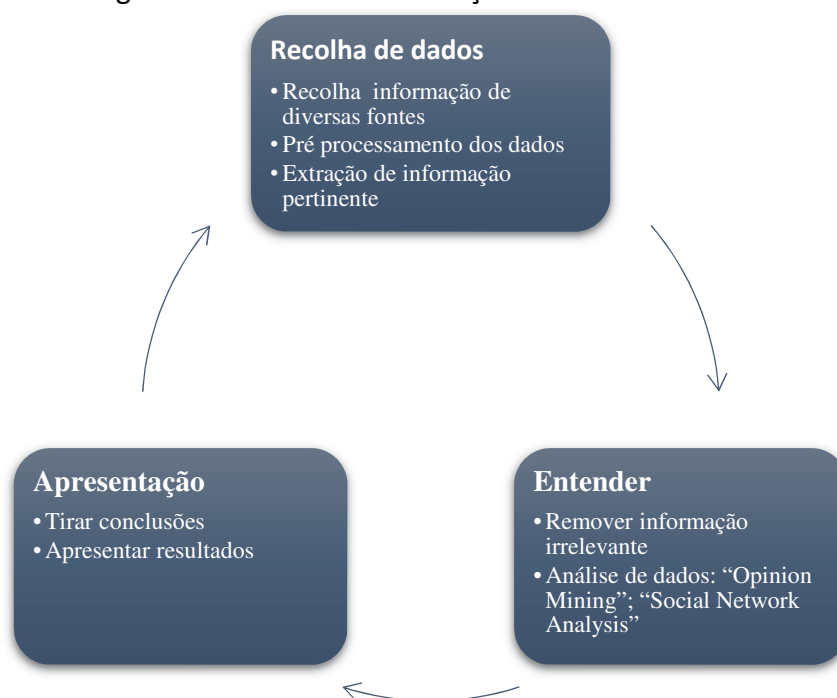 Recolha de dados
• Recolha informação de
diversas fontes
• Pré processamento dos dados
• Extração de informação
pertinente
Apresentação
• Tirar conclusões
• Apresentar resultados
Entender
• Remover informação
irrelevante
• Análise de dados: “Opinion
Mining”; “Social Network
Analysis”